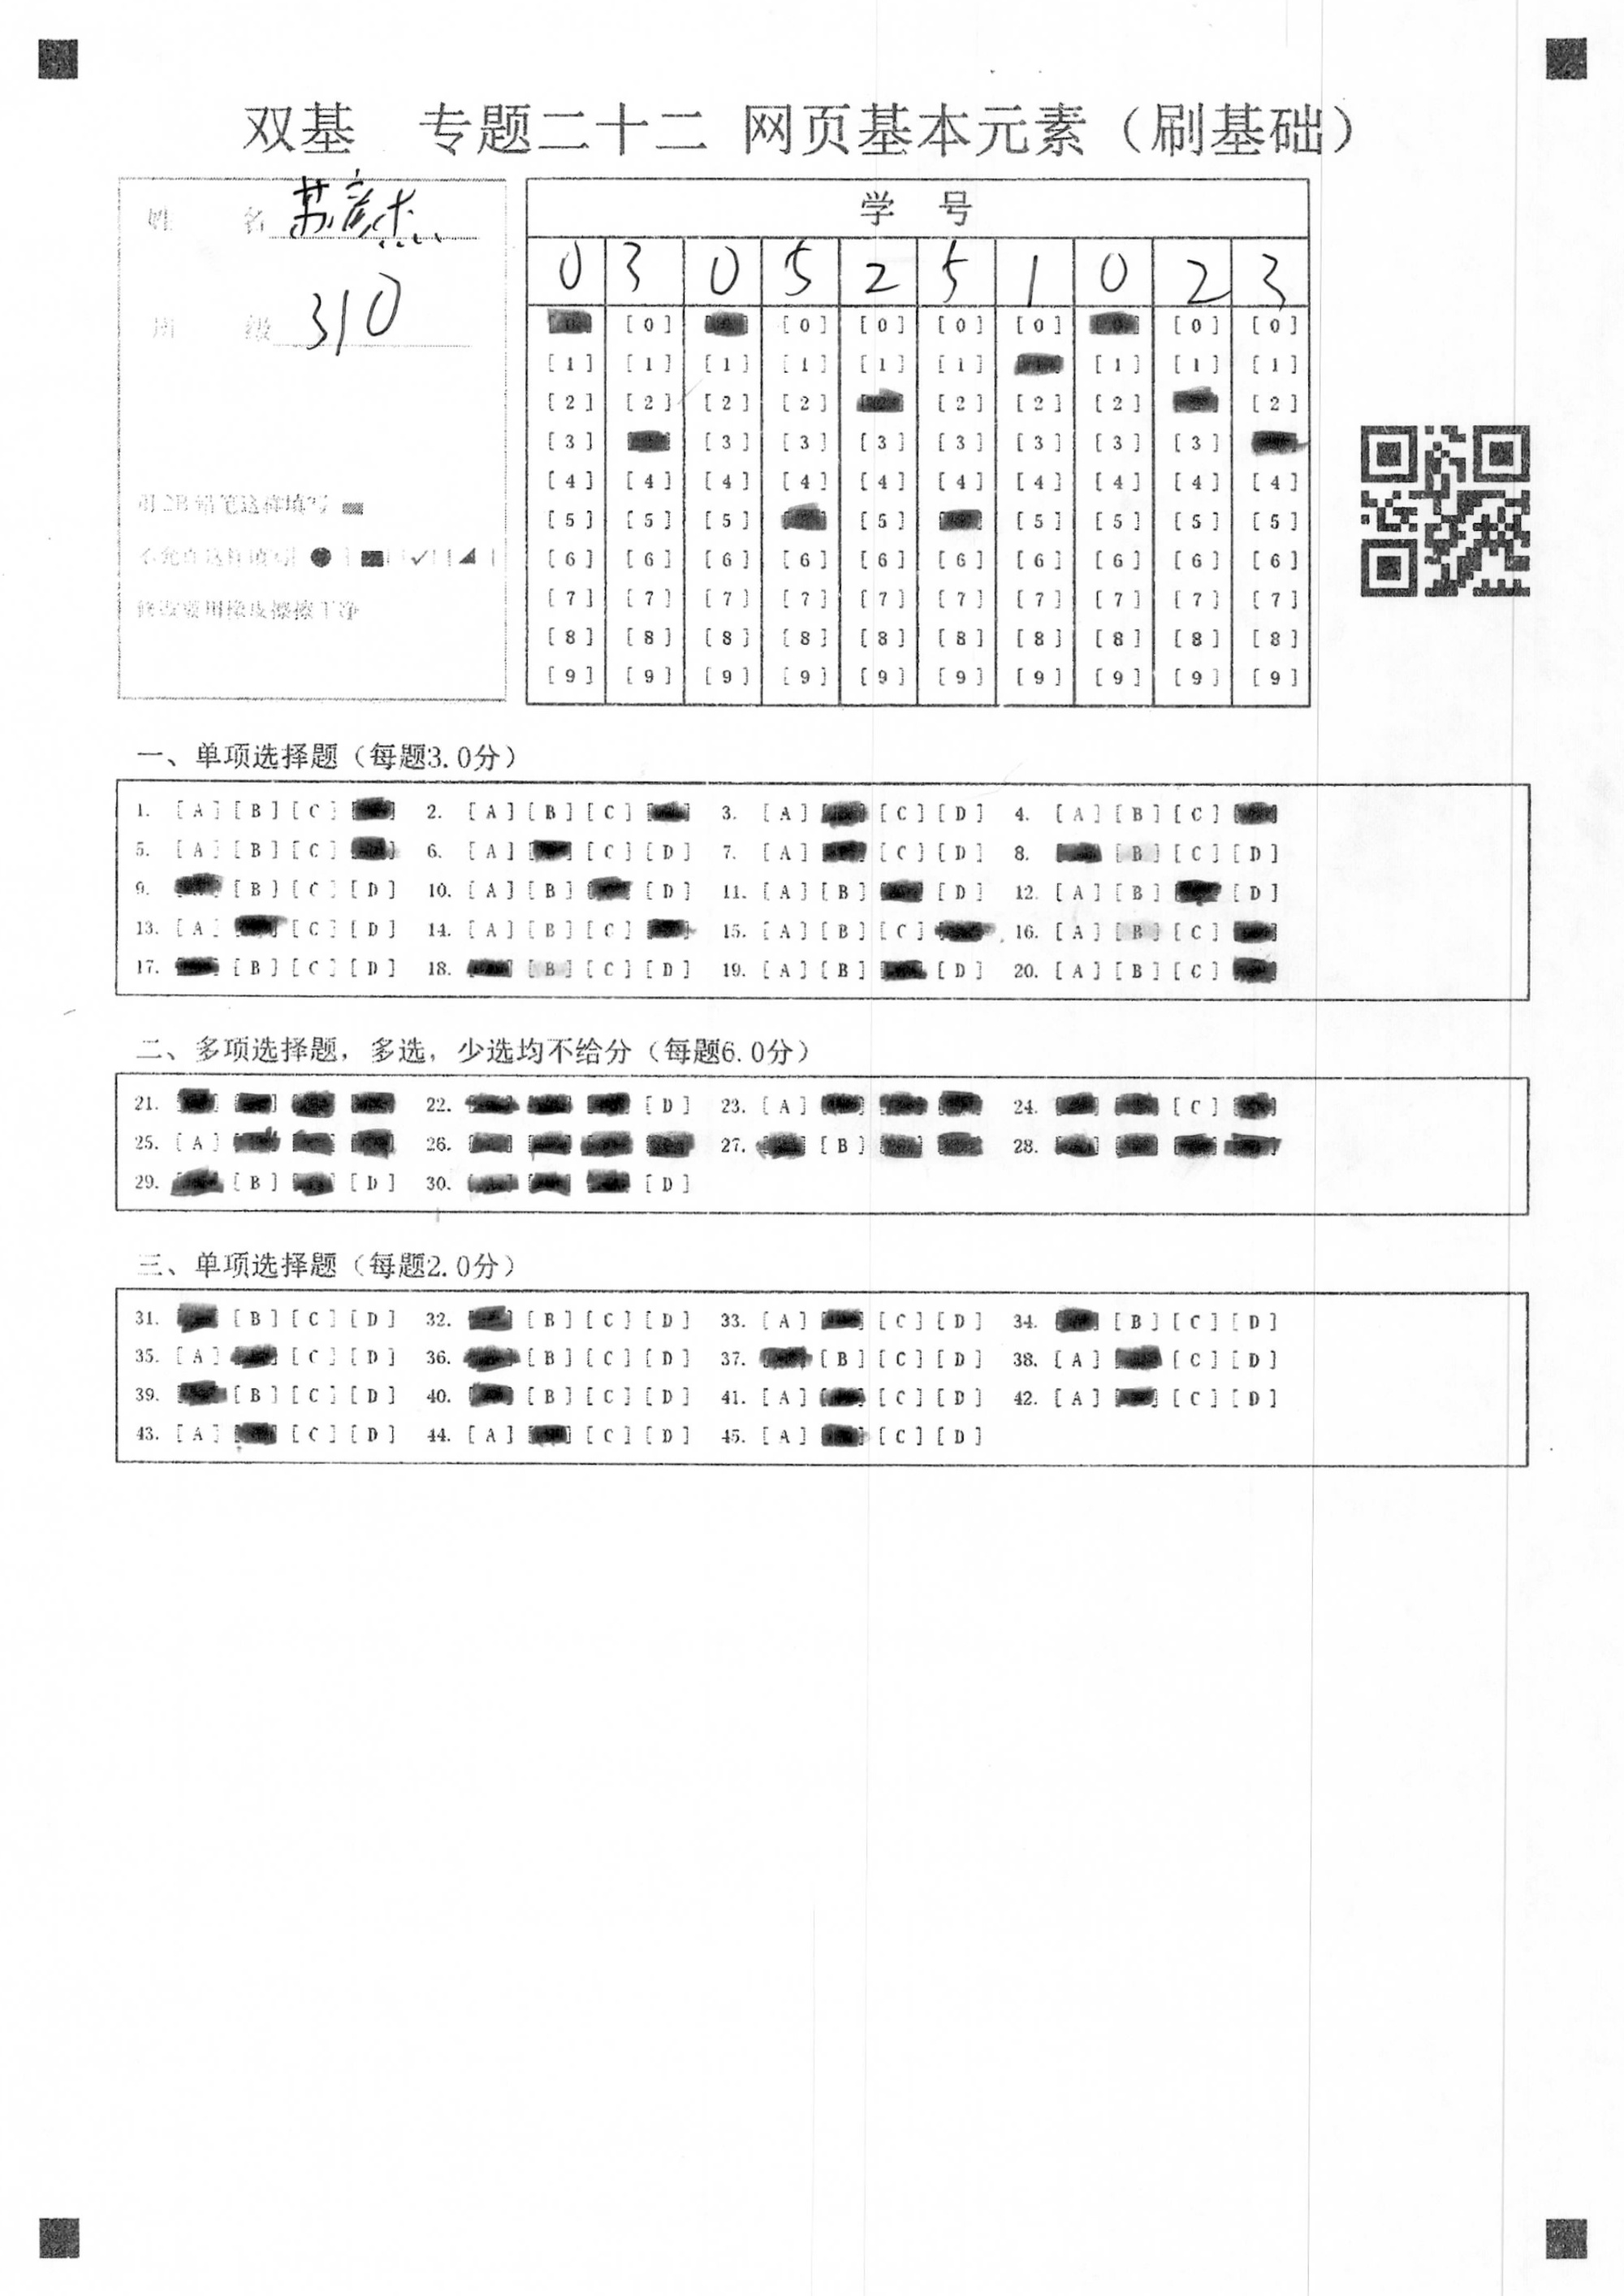 双基 专题二十二 网页基本元素（刷基础）
姓 名 苏彦杰
班 级 310
用2B铅笔这样填写
不允许这样填写
修改要用橡皮擦擦干净
学 号
0 3 0 5 2 5 1 0 2 3
[0] [0] [0] [0] [0] [0] [0]
[1] [1] [1] [1] [1] [1] [1] [1] [1]
[2] [2] [2] [2] [2] [2] [2] [2]
[3] [3] [3] [3] [3] [3] [3] [3]
[4] [4] [4] [4] [4] [4] [4] [4] [4] [4]
[5] [5] [5] [5] [5] [5] [5] [5]
[6] [6] [6] [6] [6] [6] [6] [6] [6] [6]
[7] [7] [7] [7] [7] [7] [7] [7] [7] [7]
[8] [8] [8] [8] [8] [8] [8] [8] [8] [8]
[9] [9] [9] [9] [9] [9] [9] [9] [9] [9]
一、单项选择题（每题3.0分）
1. [A] [B] [C] 2. [A] [B] [C] 3. [A] [C] [D] 4. [A] [B] [C]
5. [A] [B] [C] 6. [A] [C] [D] 7. [A] [C] [D] 8. [B] [C] [D]
9. [B] [C] [D] 10. [A] [B] [D] 11. [A] [B] [D] 12. [A] [B] [D]
13. [A] [C] [D] 14. [A] [B] [C] 15. [A] [B] [C] 16. [A] [B] [C]
17. [B] [C] [D] 18. [B] [C] [D] 19. [A] [B] [D] 20. [A] [B] [C]
二、多项选择题，多选，少选均不给分（每题6.0分）
21. 22. [D] 23. [A] 24. [C]
25. [A] 26. 27. [B] 28.
29. [B] [D] 30. [D]
三、单项选择题（每题2.0分）
31. [B] [C] [D] 32. [B] [C] [D] 33. [A] [C] [D] 34. [B] [C] [D]
35. [A] [C] [D] 36. [B] [C] [D] 37. [B] [C] [D] 38. [A] [C] [D]
39. [B] [C] [D] 40. [B] [C] [D] 41. [A] [C] [D] 42. [A] [C] [D]
43. [A] [C] [D] 44. [A] [C] [D] 45. [A] [C] [D]